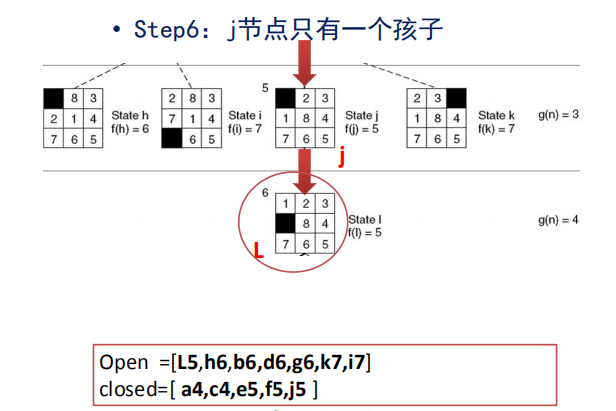 • Step6：j节点只有一个孩子
5
8 3
2 8 3
2 3
2 3
2 1 4
State h
7 1 4
State i
1 8 4
State j
1 8 4
State k
g(n) = 3
f(h) = 6
f(i) = 7
f(j) = 5
f(k) = 7
7 6 5
6 5
7 6 5
7 6 5
j
6
1 2 3
8 4
State l
g(n) = 4
f(l) = 5
L
7 6 5
Open =[L5,h6,b6,d6,g6,k7,i7]
closed=[ a4,c4,e5,f5,j5 ]